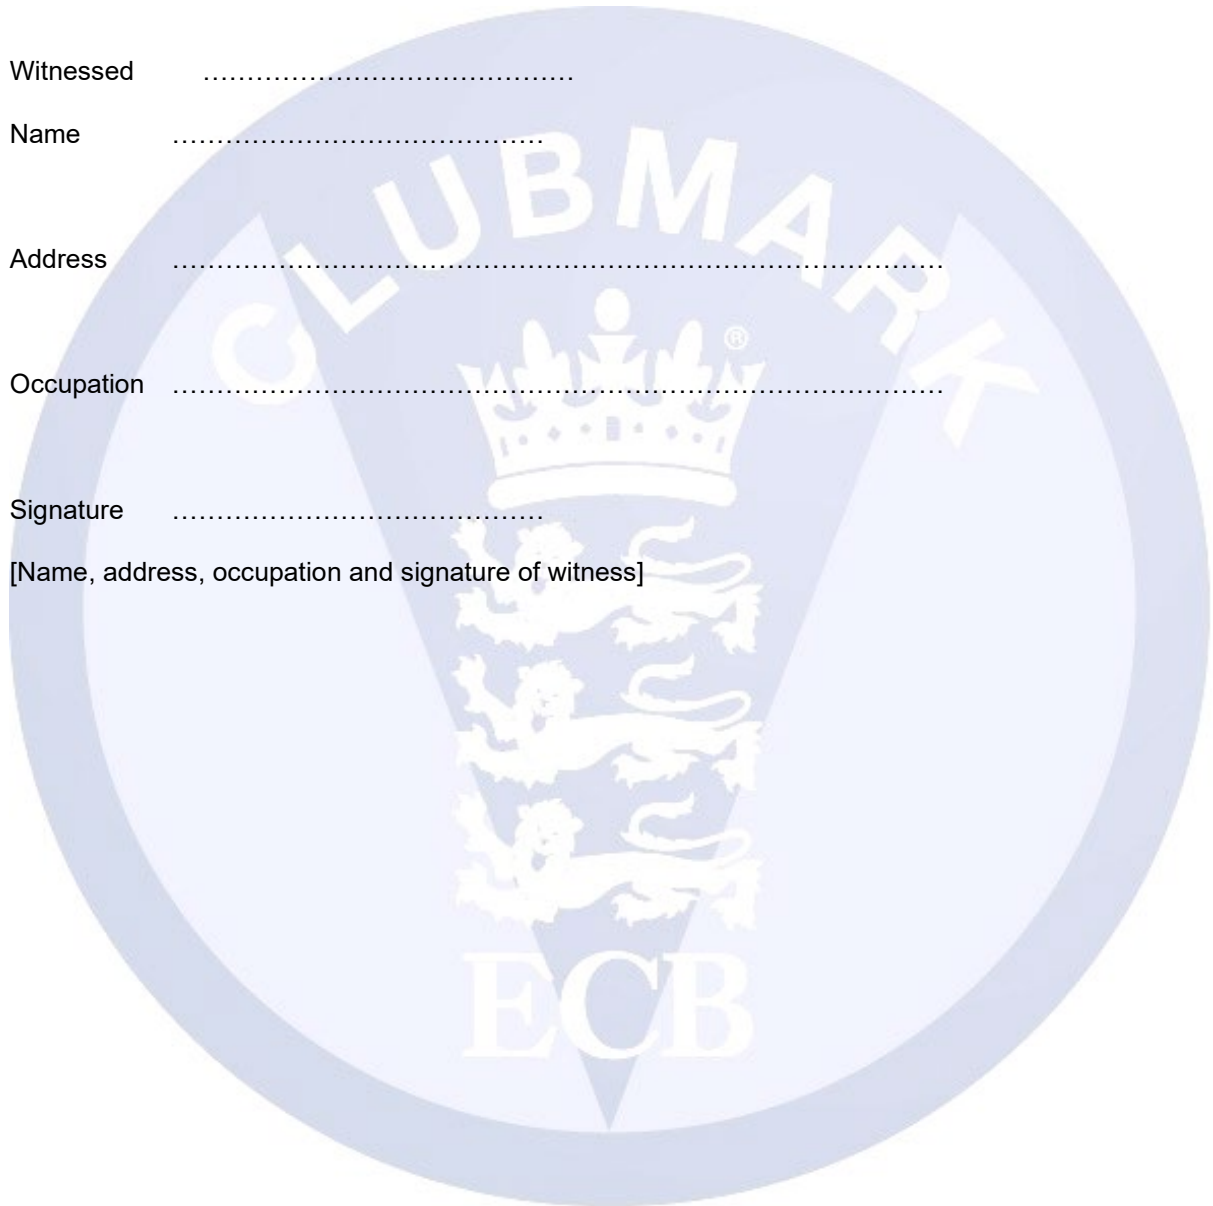 Witnessed ……………………………………
Name ……………………………………
CLUBMARK
Address ……………………………………………………………………………
®
Occupation ……………………………………………………………………………
Signature ……………………………………
[Name, address, occupation and signature of witness]
ECB